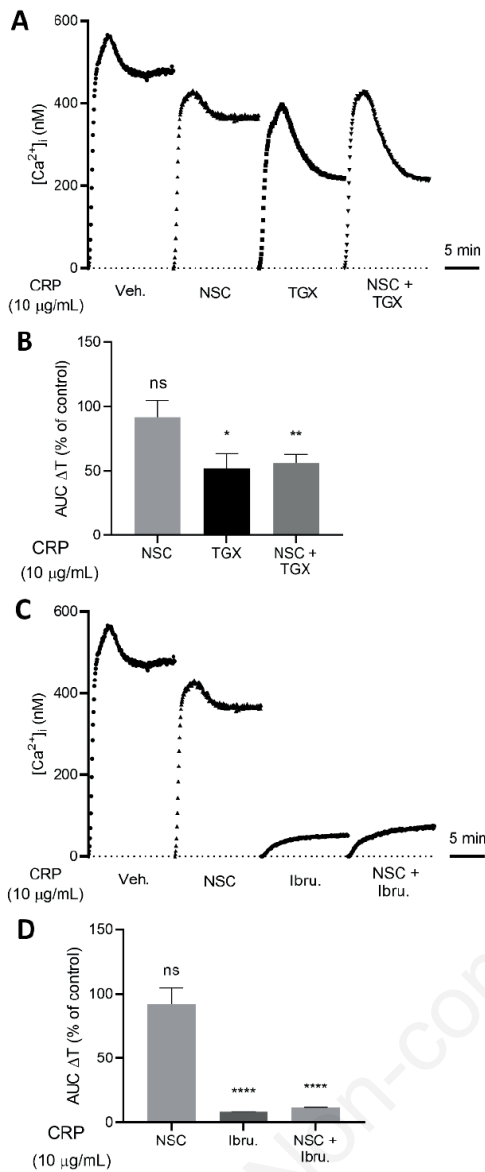 A
600
400
200
0
[Ca²⁺]ᵢ (nM)
CRP
(10 µg/mL)
Veh.
NSC
TGX
NSC +
TGX
5 min
B
150
100
50
0
AUC ΔT (% of control)
ns
*
**
CRP
(10 µg/mL)
NSC
TGX
NSC +
TGX
C
600
400
200
0
[Ca²⁺]ᵢ (nM)
CRP
(10 µg/mL)
Veh.
NSC
Ibru.
NSC +
Ibru.
5 min
D
150
100
50
0
AUC ΔT (% of control)
ns
****
****
CRP
(10 µg/mL)
NSC
Ibru.
NSC +
Ibru.
Non-con